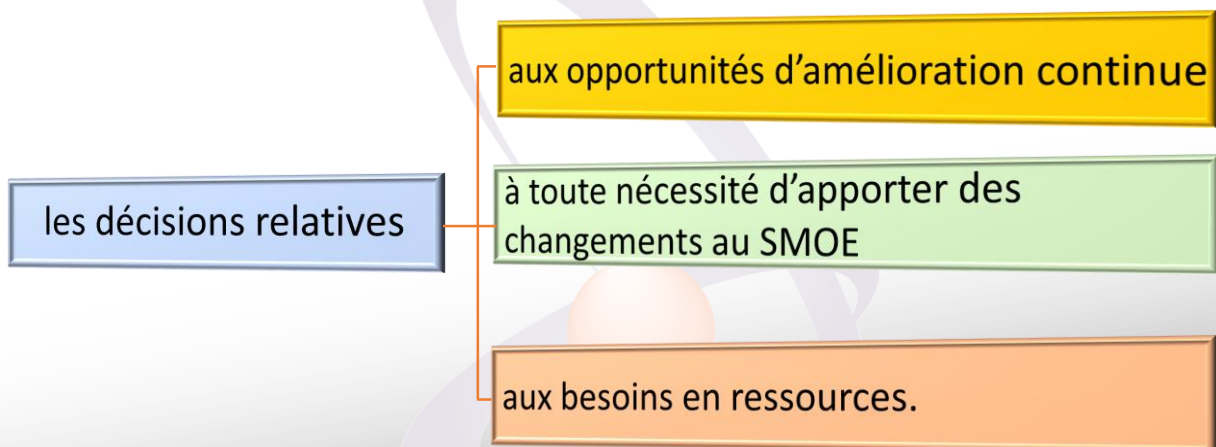 aux opportunités d’amélioration continue
les décisions relatives
à toute nécessité d’apporter des
changements au SMOE
aux besoins en ressources.